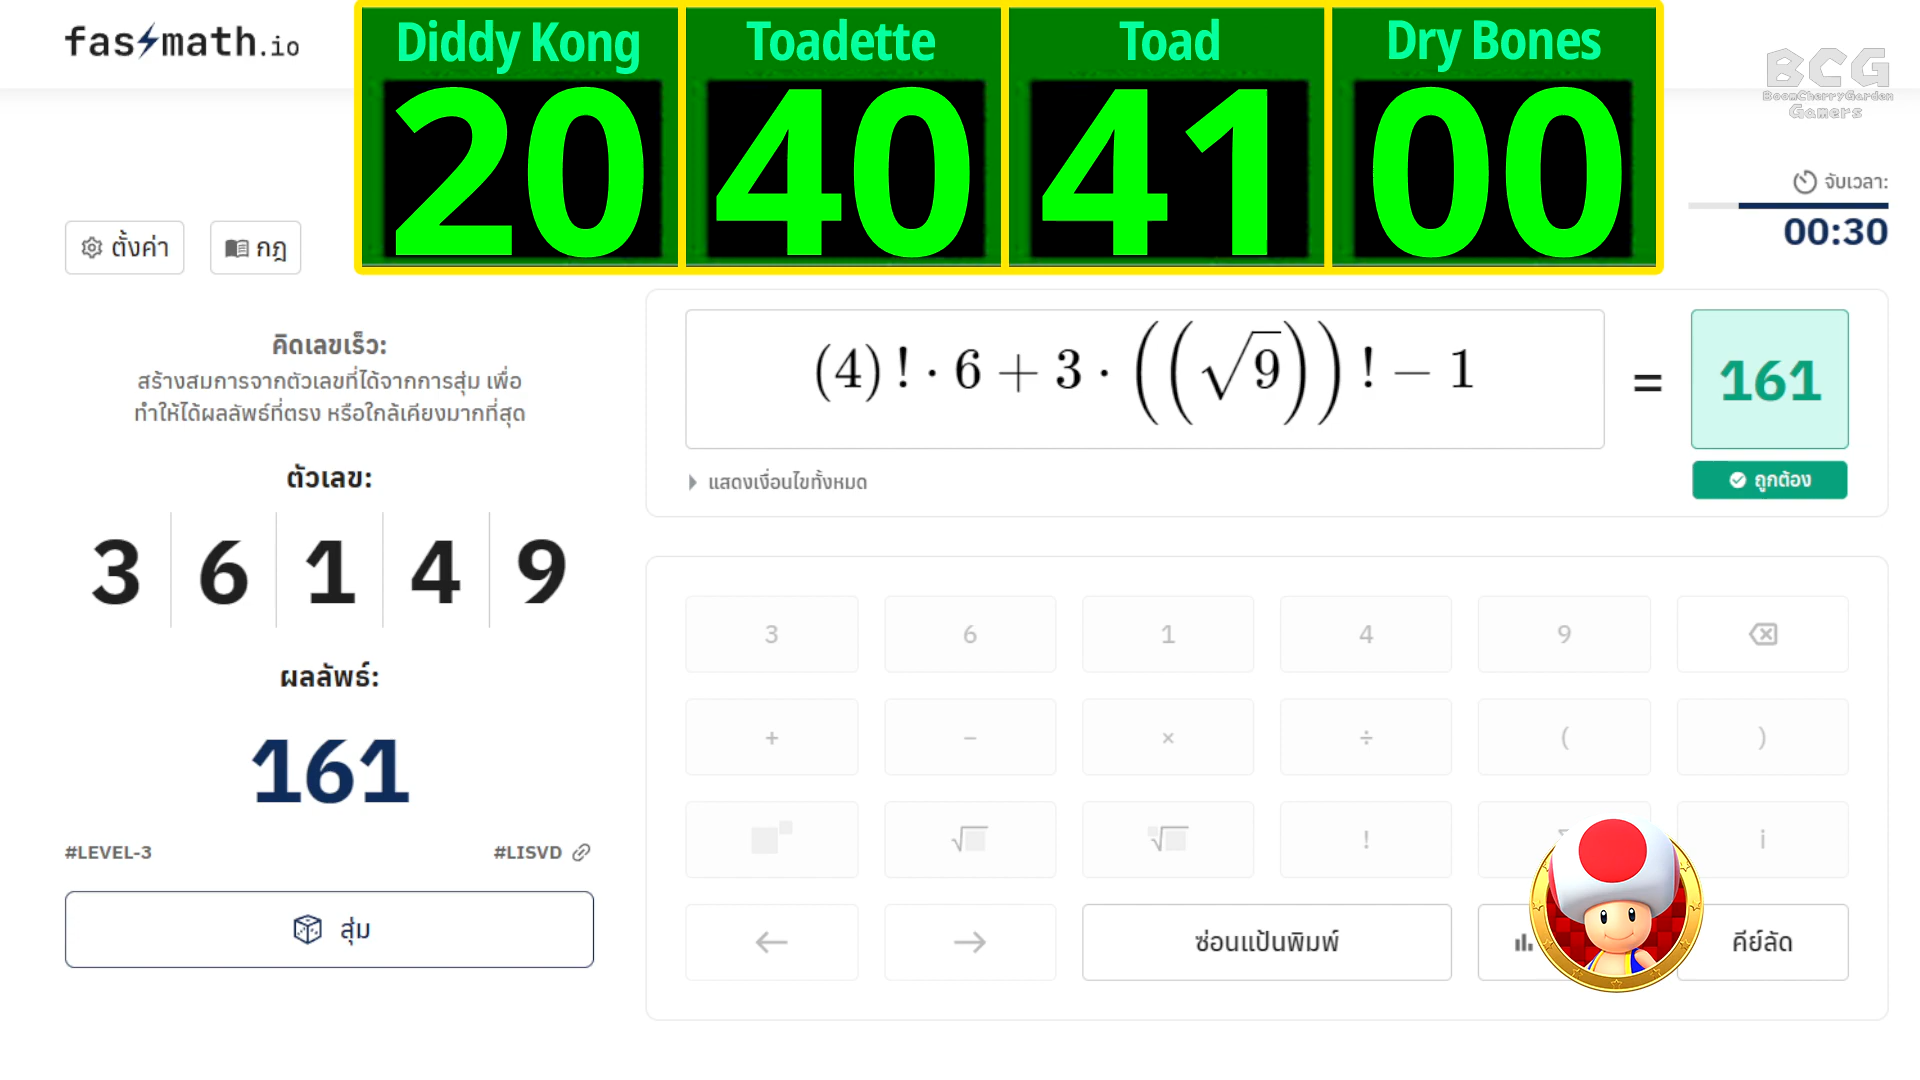 fastmath.io
Diddy Kong
20
Toadette
40
Toad
41
Dry Bones
00
BCG
BoomCherryGarden
Gamers
จับเวลา:
00:30
ตั้งค่า
กฎ
คิดเลขเร็ว:
สร้างสมการจากตัวเลขที่ได้จากการสุ่ม เพื่อ
ทำให้ได้ผลลัพธ์ที่ตรง หรือใกล้เคียงมากที่สุด
ตัวเลข:
3 6 1 4 9
ผลลัพธ์:
161
#LEVEL-3
#LISVD
สุ่ม
(4)! · 6 + 3 · ((√9))! − 1 = 161
แสดงเงื่อนไขทั้งหมด
ถูกต้อง
3 6 1 4 9
+ − × ÷ ( )
√ √ ! i
← → ซ่อนแป้นพิมพ์ คีย์ลัด